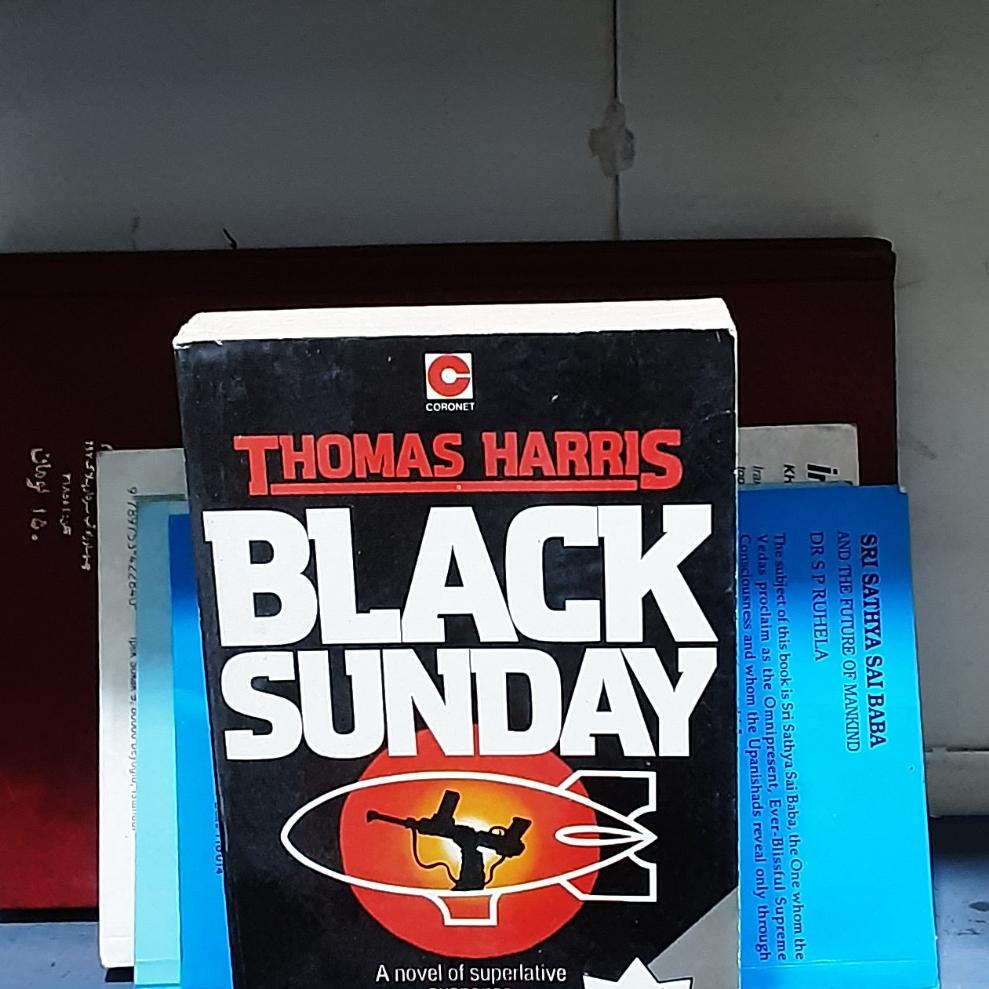 CORONET
THOMAS HARRIS
BLACK
SUNDAY
A novel of superlative
SRI SATHYA SAI BABA
AND THE FUTURE OF MANKIND
DR S P RUHELA
The subject of this book is Sri Sathya Sai Baba, the One whom the
Vedas proclaim as the Omnipresent, Ever-Blissful Supreme
Consciousness and whom the Upanishads reveal only through
۱۵۰ تومان